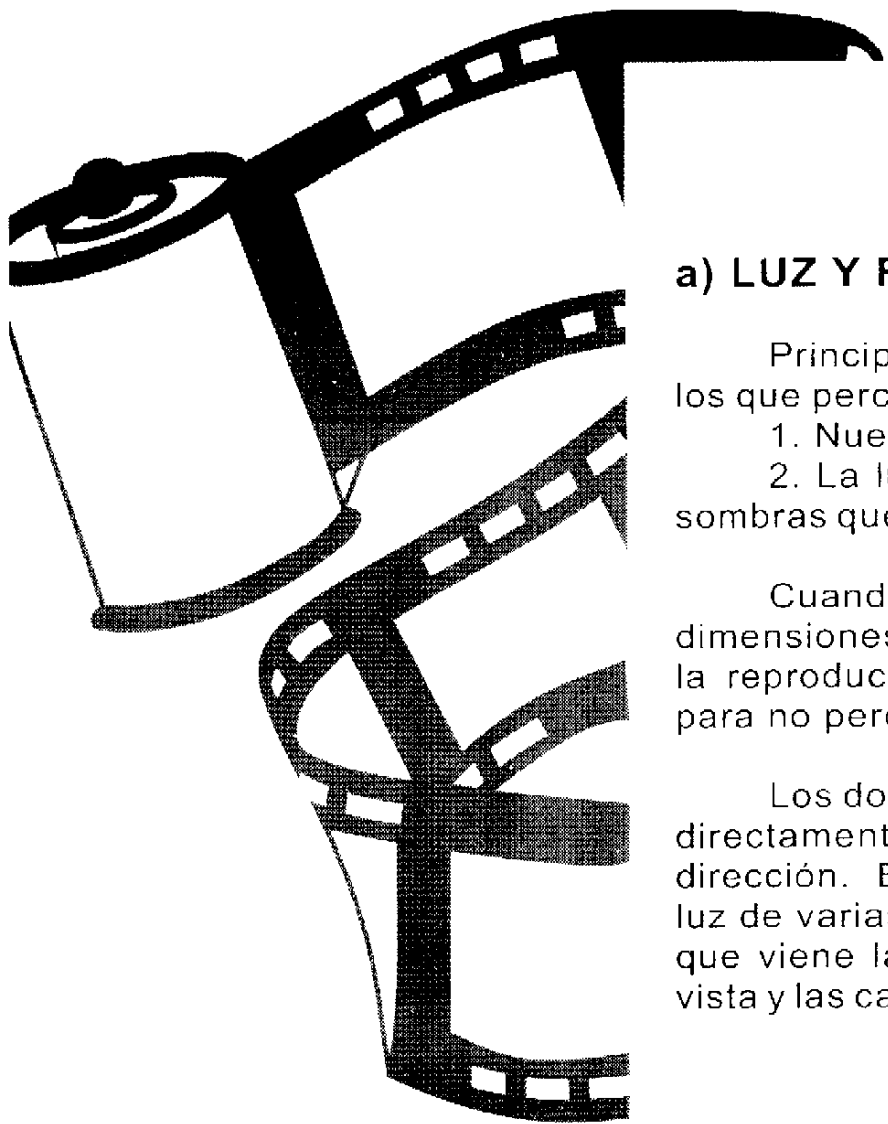 a) LUZ Y
Princip
los que perc
1. Nue
2. La l
sombras que
Cuand
dimensiones
la reproduc
para no perc
Los do
directament
dirección. E
luz de varia
que viene la
vista y las ca